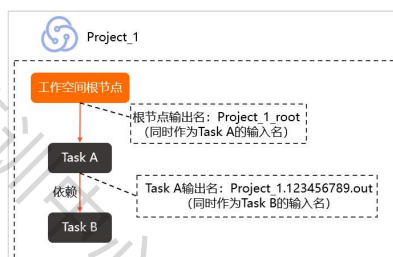 Project_1
工作空间根节点
根节点输出名：Project_1_root
（同时作为Task A的输入名）
Task A
Task A输出名：Project_1.123456789.out
（同时作为Task B的输入名）
依赖
Task B